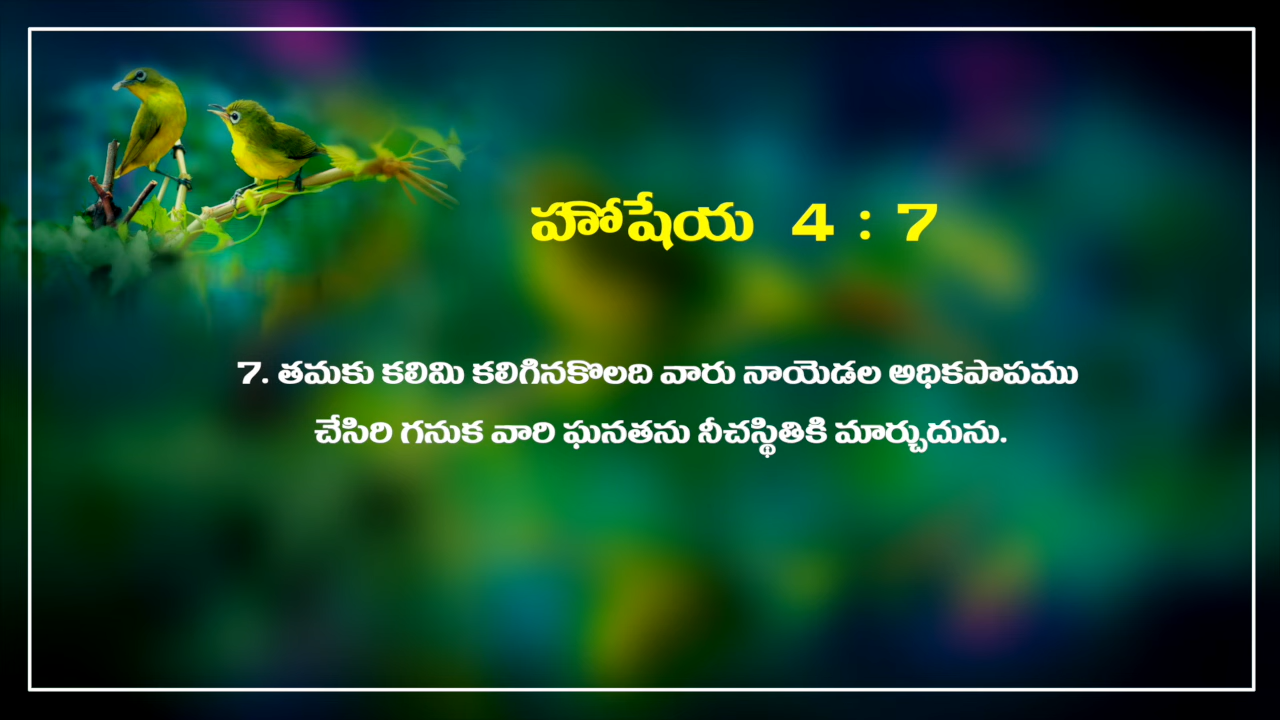 హోషేయ 4 : 7
7. తమకు కలిమి కలిగినకొలది వారు నాయెడల అధికపాపము
చేసిరి గనుక వారి ఘనతను నీచస్థితికి మార్చుదును.